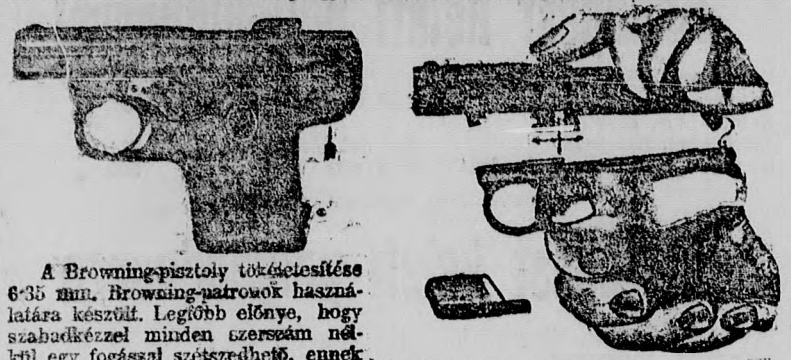 A Browning-pisztoly tökéletesítése
6·35 mm. Browning-patronok haszná-
latára készült. Legfőbb előnye, hogy
szabadkézzel minden szerszám nél-
kül egy fogással szétszedhető, ennek